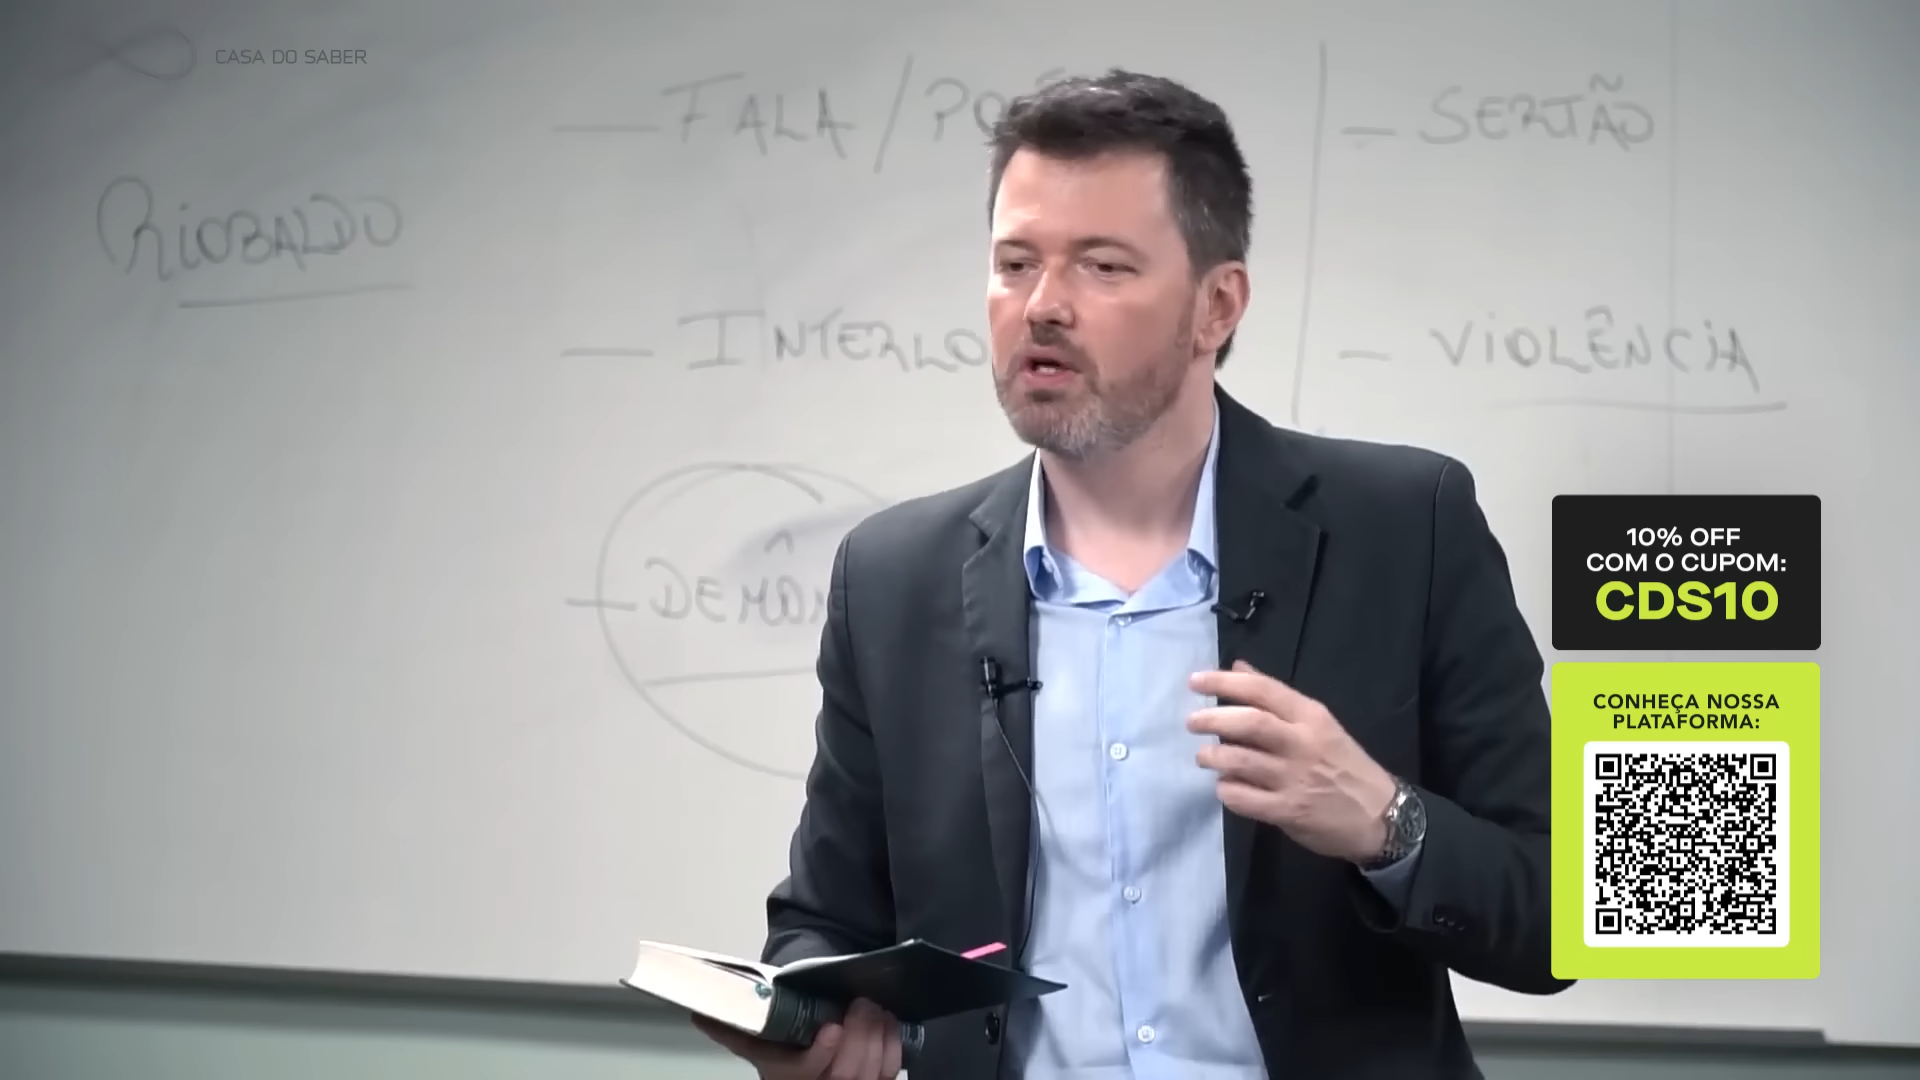 CASA DO SABER
— FALA /
— SERTÃO
RIOBALDO
—
— VIOLÊNCIA
—
10% OFF
COM O CUPOM:
CDS10
CONHEÇA NOSSA
PLATAFORMA: